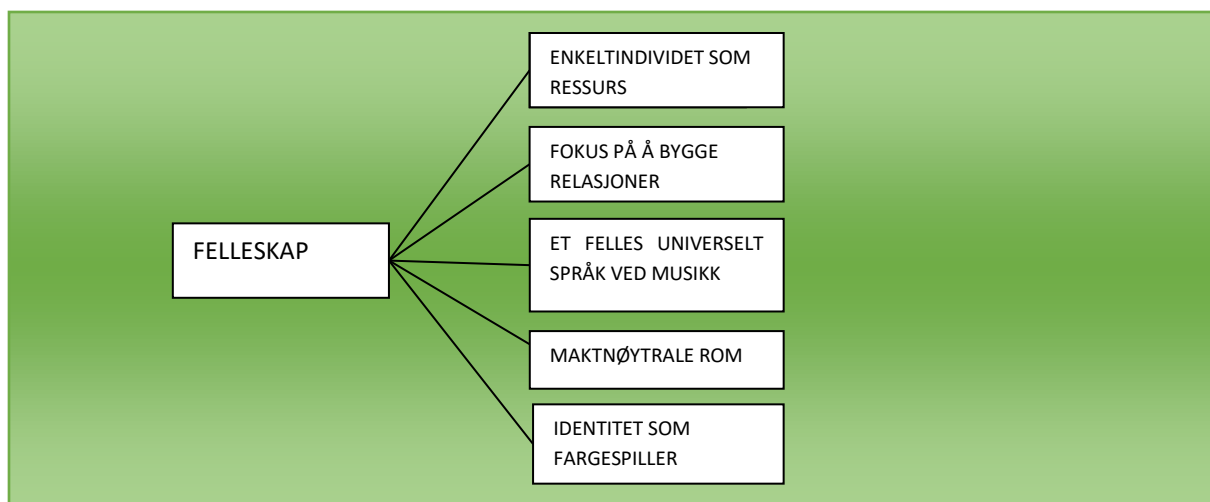 FELLESKAP
ENKELTINDIVIDET SOM
RESSURS
FOKUS PÅ Å BYGGE
RELASJONER
ET FELLES UNIVERSELT
SPRÅK VED MUSIKK
MAKTNØYTRALE ROM
IDENTITET SOM
FARGESPILLER